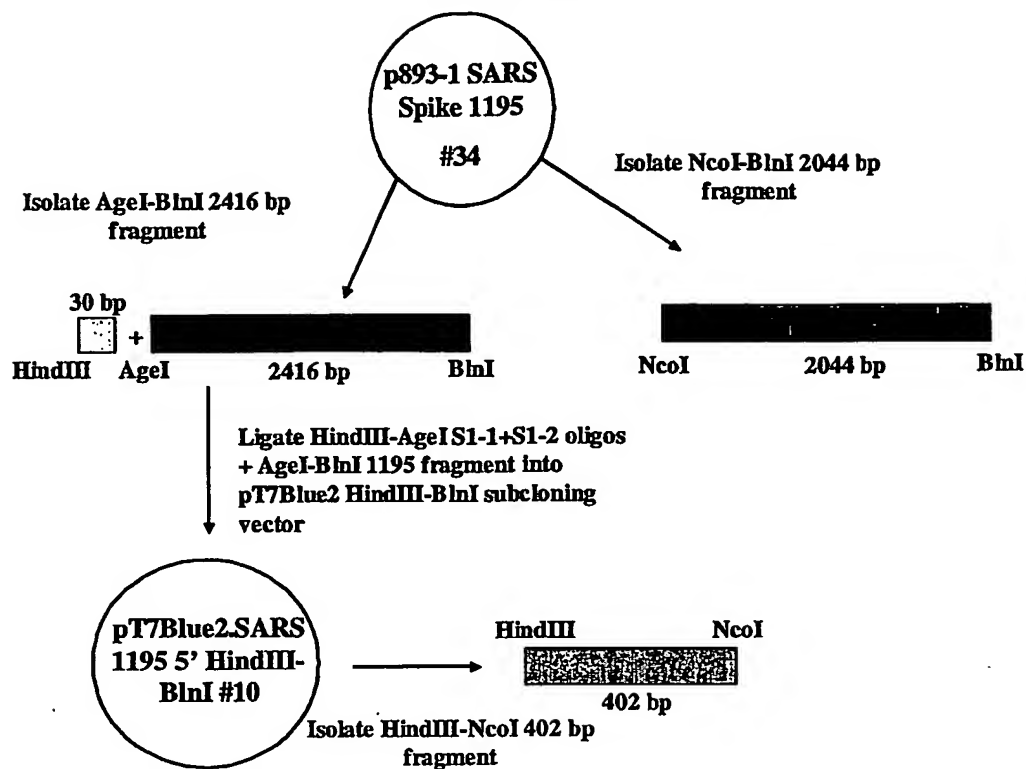 p893-1 SARS
Spike 1195
#34
Isolate AgeI-BlnI 2416 bp
fragment
Isolate NcoI-BlnI 2044 bp
fragment
30 bp
+
HindIII
AgeI
2416 bp
BlnI
NcoI
2044 bp
BlnI
Ligate HindIII-AgeI S1-1+S1-2 oligos
+ AgeI-BlnI 1195 fragment into
pT7Blue2 HindIII-BlnI subcloning
vector
pT7Blue2.SARS
1195 5' HindIII-
BlnI #10
HindIII
NcoI
402 bp
Isolate HindIII-NcoI 402 bp
fragment